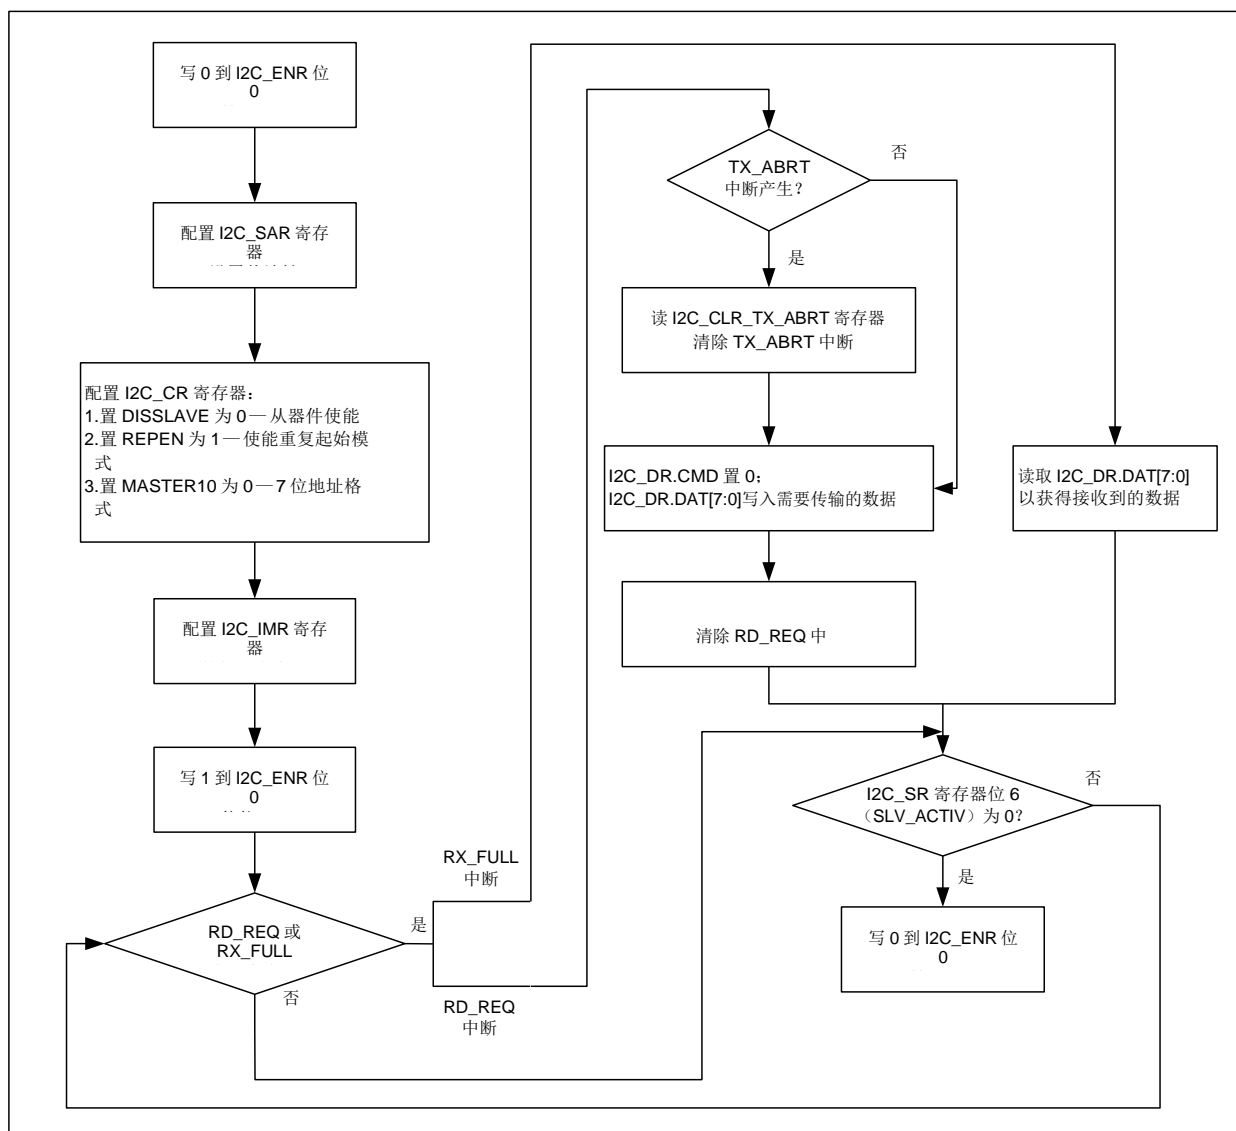 写 0 到 I2C_ENR 位
0
配置 I2C_SAR 寄存
器
配置 I2C_CR 寄存器：
1.置 DISSLAVE 为 0—从器件使能
2.置 REPEN 为 1—使能重复起始模
式
3.置 MASTER10 为 0—7 位地址格
式
配置 I2C_IMR 寄存
器
写 1 到 I2C_ENR 位
0
RD_REQ 或
RX_FULL
是
否
RX_FULL
中断
RD_REQ
中断
TX_ABRT
中断产生？
否
是
读 I2C_CLR_TX_ABRT 寄存器
清除 TX_ABRT 中断
I2C_DR.CMD 置 0；
I2C_DR.DAT[7:0]写入需要传输的数据
清除 RD_REQ 中
读取 I2C_DR.DAT[7:0]
以获得接收到的数据
I2C_SR 寄存器位 6
（SLV_ACTIV）为 0？
否
是
写 0 到 I2C_ENR 位
0